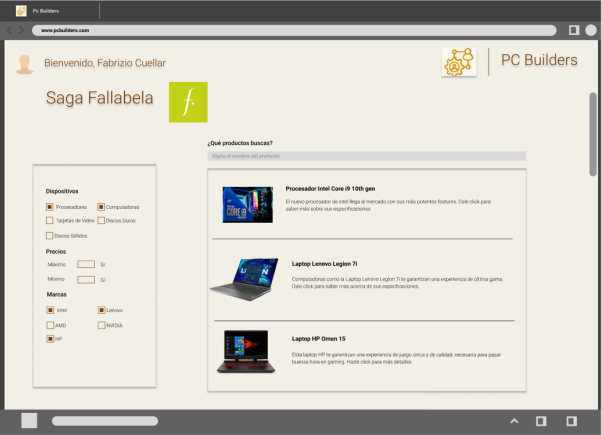 Pc Builders
www.pcbuilders.com
Bienvenido, Fabrizio Cuellar
PC Builders
Saga Fallabela
f.
¿Qué productos buscas?
Digite el nombre del producto
Dispositivos
Procesadores
Computadoras
Tarjetas de Video
Discos Duros
Discos Sólidos
Precios
Máximo
S/
Mínimo
S/
Marcas
Intel
Lenovo
AMD
NVIDIA
HP
CORE i9
Procesador Intel Core i9 10th gen
El nuevo procesador de intel llega al mercado con sus más potentes features. Dale click para
saber más sobre sus especificaciones
Laptop Lenovo Legion 7i
Computadoras como la Laptop Lenovo Legion 7i te garantizan una experiencia de última gama.
Dale click para saber más acerca de sus especificaciones.
Laptop HP Omen 15
Esta laptop HP te garantizan una experiencia de juego única y de calidad, necesaria para pasar
buenas hora en gaming. Hazle click para más detalles.